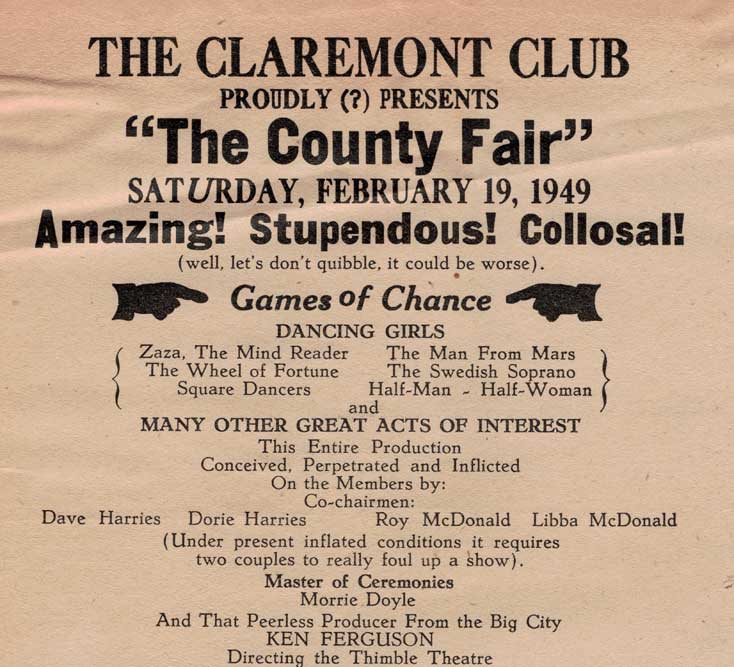 THE CLAREMONT CLUB
PROUDLY (?) PRESENTS
"The County Fair"
SATURDAY, FEBRUARY 19, 1949
Amazing! Stupendous! Collosal!
(well, let's don't quibble, it could be worse).
Games of Chance
DANCING GIRLS
Zaza, The Mind Reader The Man From Mars
The Wheel of Fortune The Swedish Soprano
Square Dancers Half-Man - Half-Woman
and
MANY OTHER GREAT ACTS OF INTEREST
This Entire Production
Conceived, Perpetrated and Inflicted
On the Members by:
Co-chairmen:
Dave Harries Dorie Harries Roy McDonald Libba McDonald
(Under present inflated conditions it requires
two couples to really foul up a show).
Master of Ceremonies
Morrie Doyle
And That Peerless Producer From the Big City
KEN FERGUSON
Directing the Thimble Theatre